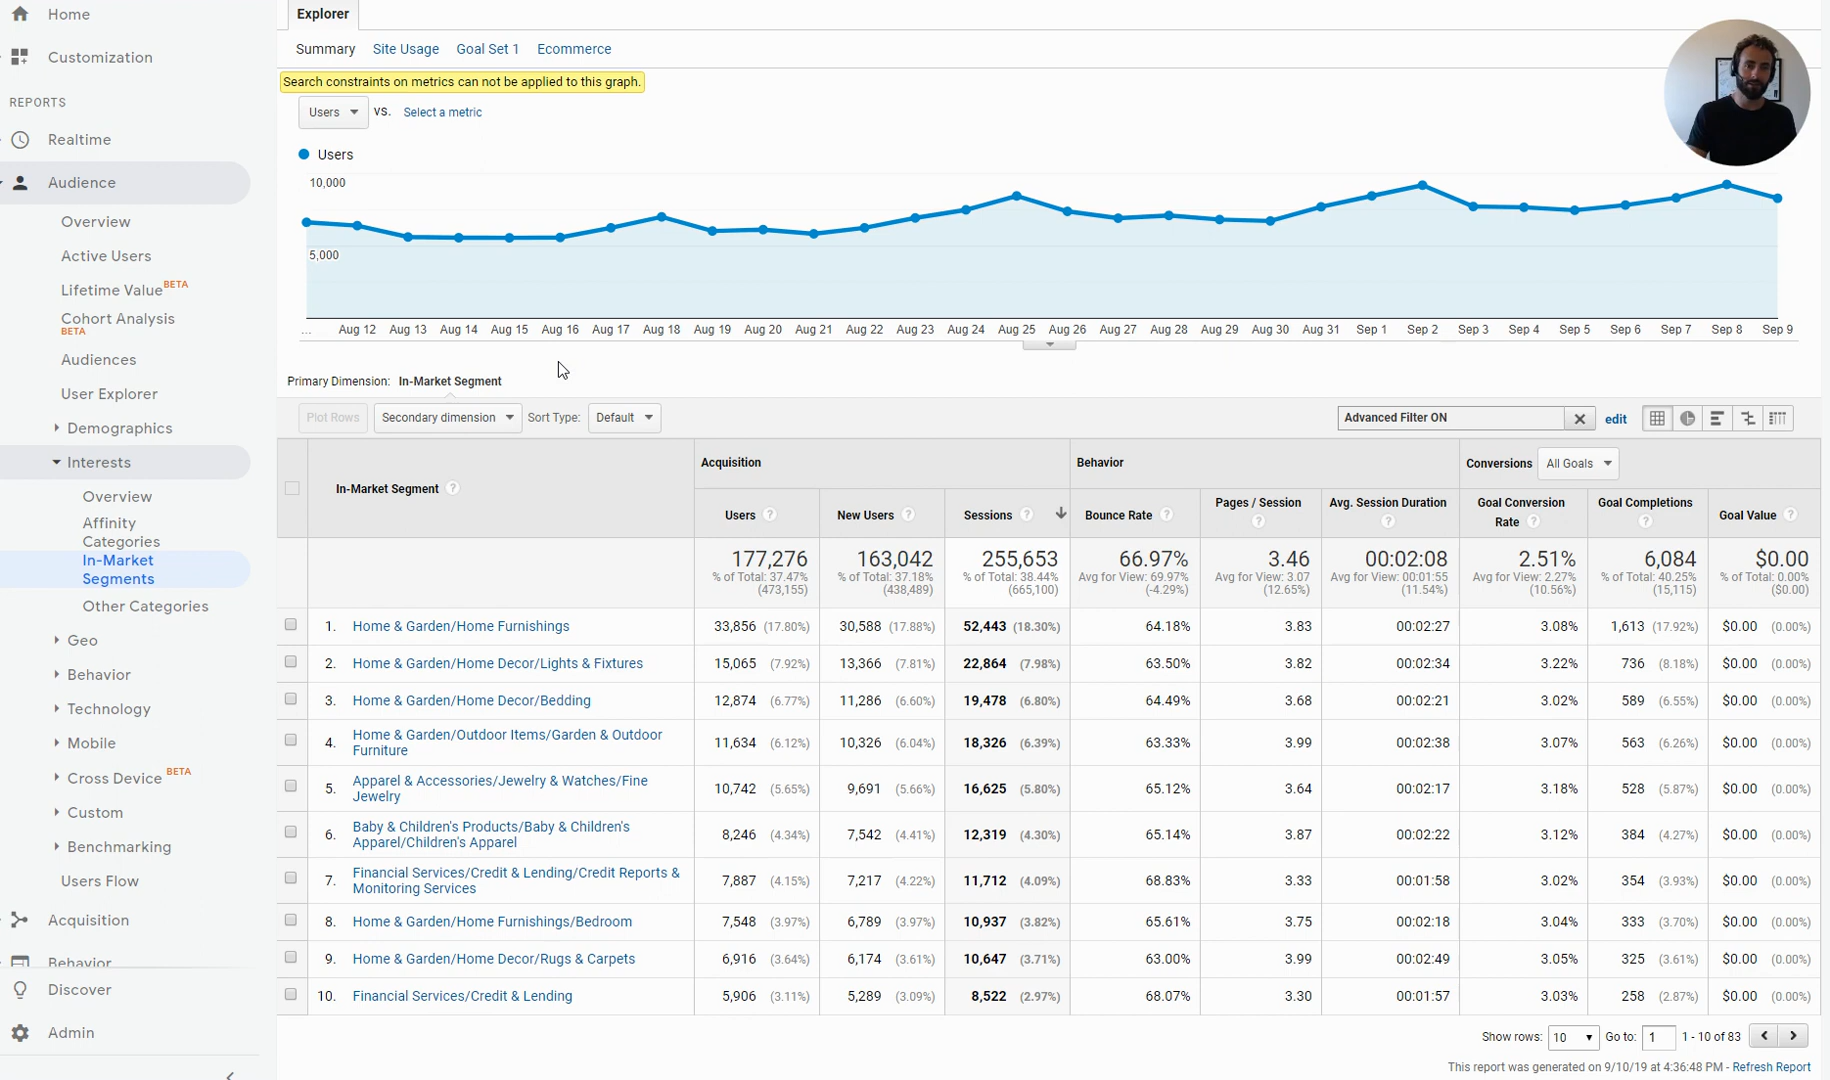 Home
Customization
REPORTS
Realtime
Audience
Overview
Active Users
Lifetime Value BETA
Cohort Analysis
BETA
Audiences
User Explorer
Demographics
Interests
Overview
Affinity
Categories
In-Market
Segments
Other Categories
Geo
Behavior
Technology
Mobile
Cross Device BETA
Custom
Benchmarking
Users Flow
Acquisition
Behavior
Discover
Admin
Explorer
Summary Site Usage Goal Set 1 Ecommerce
Search constraints on metrics can not be applied to this graph.
Users VS. Select a metric
Users
10,000
5,000
... Aug 12 Aug 13 Aug 14 Aug 15 Aug 16 Aug 17 Aug 18 Aug 19 Aug 20 Aug 21 Aug 22 Aug 23 Aug 24 Aug 25 Aug 26 Aug 27 Aug 28 Aug 29 Aug 30 Aug 31 Sep 1 Sep 2 Sep 3 Sep 4 Sep 5 Sep 6 Sep 7 Sep 8 Sep 9
Primary Dimension: In-Market Segment
Plot Rows Secondary dimension Sort Type: Default Advanced Filter ON edit
In-Market Segment ? Acquisition Behavior Conversions All Goals
Users ? New Users ? Sessions ? Bounce Rate ? Pages / Session ? Avg. Session Duration ? Goal Conversion Rate ? Goal Completions ? Goal Value ?
177,276 163,042 255,653 66.97% 3.46 00:02:08 2.51% 6,084 $0.00
% of Total: 37.47% % of Total: 37.18% % of Total: 38.44% Avg for View: 69.97% Avg for View: 3.07 Avg for View: 00:01:55 Avg for View: 2.27% % of Total: 40.25% % of Total: 0.00%
(473,155) (438,489) (665,100) (-4.29%) (12.65%) (11.54%) (10.56%) (15,115) ($0.00)
1. Home & Garden/Home Furnishings 33,856 (17.80%) 30,588 (17.88%) 52,443 (18.30%) 64.18% 3.83 00:02:27 3.08% 1,613 (17.92%) $0.00 (0.00%)
2. Home & Garden/Home Decor/Lights & Fixtures 15,065 (7.92%) 13,366 (7.81%) 22,864 (7.98%) 63.50% 3.82 00:02:34 3.22% 736 (8.18%) $0.00 (0.00%)
3. Home & Garden/Home Decor/Bedding 12,874 (6.77%) 11,286 (6.60%) 19,478 (6.80%) 64.49% 3.68 00:02:21 3.02% 589 (6.55%) $0.00 (0.00%)
4. Home & Garden/Outdoor Items/Garden & Outdoor
Furniture 11,634 (6.12%) 10,326 (6.04%) 18,326 (6.39%) 63.33% 3.99 00:02:38 3.07% 563 (6.26%) $0.00 (0.00%)
5. Apparel & Accessories/Jewelry & Watches/Fine
Jewelry 10,742 (5.65%) 9,691 (5.66%) 16,625 (5.80%) 65.12% 3.64 00:02:17 3.18% 528 (5.87%) $0.00 (0.00%)
6. Baby & Children's Products/Baby & Children's
Apparel/Children's Apparel 8,246 (4.34%) 7,542 (4.41%) 12,319 (4.30%) 65.14% 3.87 00:02:22 3.12% 384 (4.27%) $0.00 (0.00%)
7. Financial Services/Credit & Lending/Credit Reports &
Monitoring Services 7,887 (4.15%) 7,217 (4.22%) 11,712 (4.09%) 68.83% 3.33 00:01:58 3.02% 354 (3.93%) $0.00 (0.00%)
8. Home & Garden/Home Furnishings/Bedroom 7,548 (3.97%) 6,789 (3.97%) 10,937 (3.82%) 65.61% 3.75 00:02:18 3.04% 333 (3.70%) $0.00 (0.00%)
9. Home & Garden/Home Decor/Rugs & Carpets 6,916 (3.64%) 6,174 (3.61%) 10,647 (3.71%) 63.00% 3.99 00:02:49 3.05% 325 (3.61%) $0.00 (0.00%)
10. Financial Services/Credit & Lending 5,906 (3.11%) 5,289 (3.09%) 8,522 (2.97%) 68.07% 3.30 00:01:57 3.03% 258 (2.87%) $0.00 (0.00%)
Show rows: 10 Go to: 1 1 - 10 of 83
This report was generated on 9/10/19 at 4:36:48 PM - Refresh Report